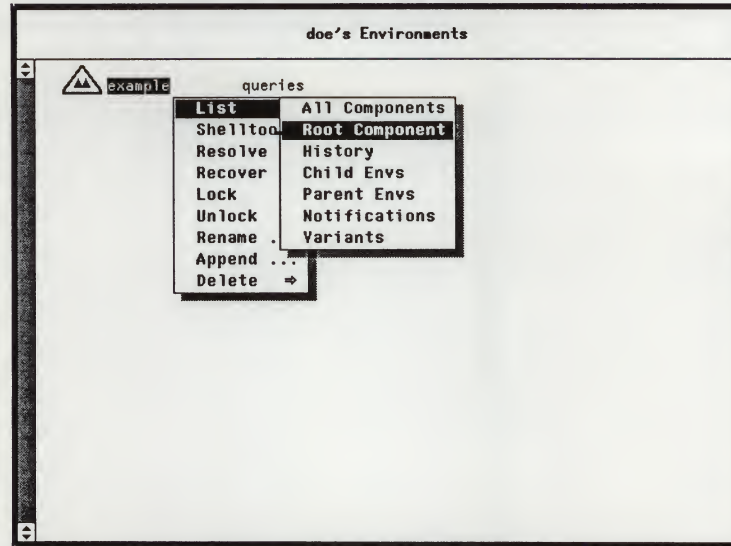 doe's Environments
example queries
List
Resolve
Recover
Lock
Unlock
Rename .
Append ...
Delete ⇒
All Components
Root Component
History
Child Envs
Parent Envs
Notifications
Variants